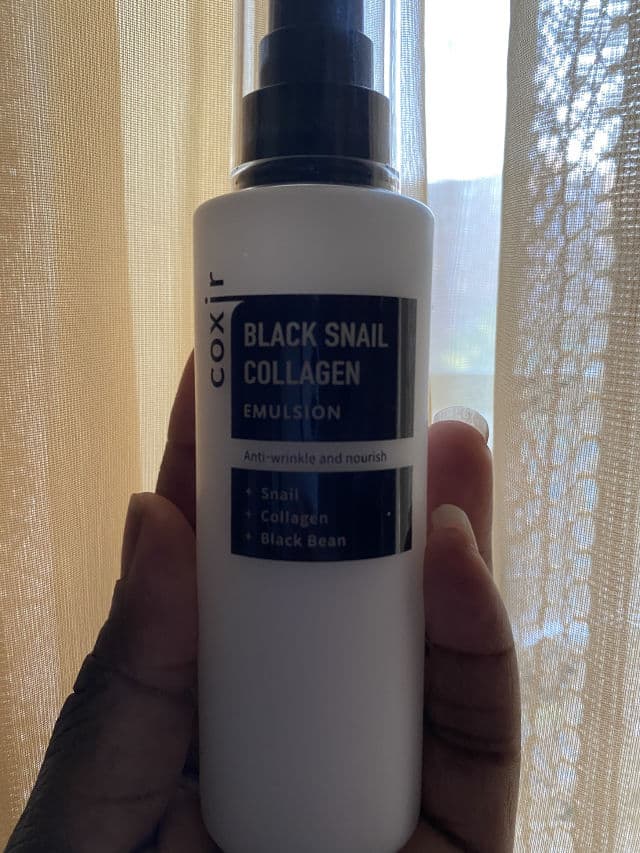 coxir
BLACK SNAIL
COLLAGEN
EMULSION
Anti-wrinkle and nourish
+ Snail
+ Collagen
+ Black Bean